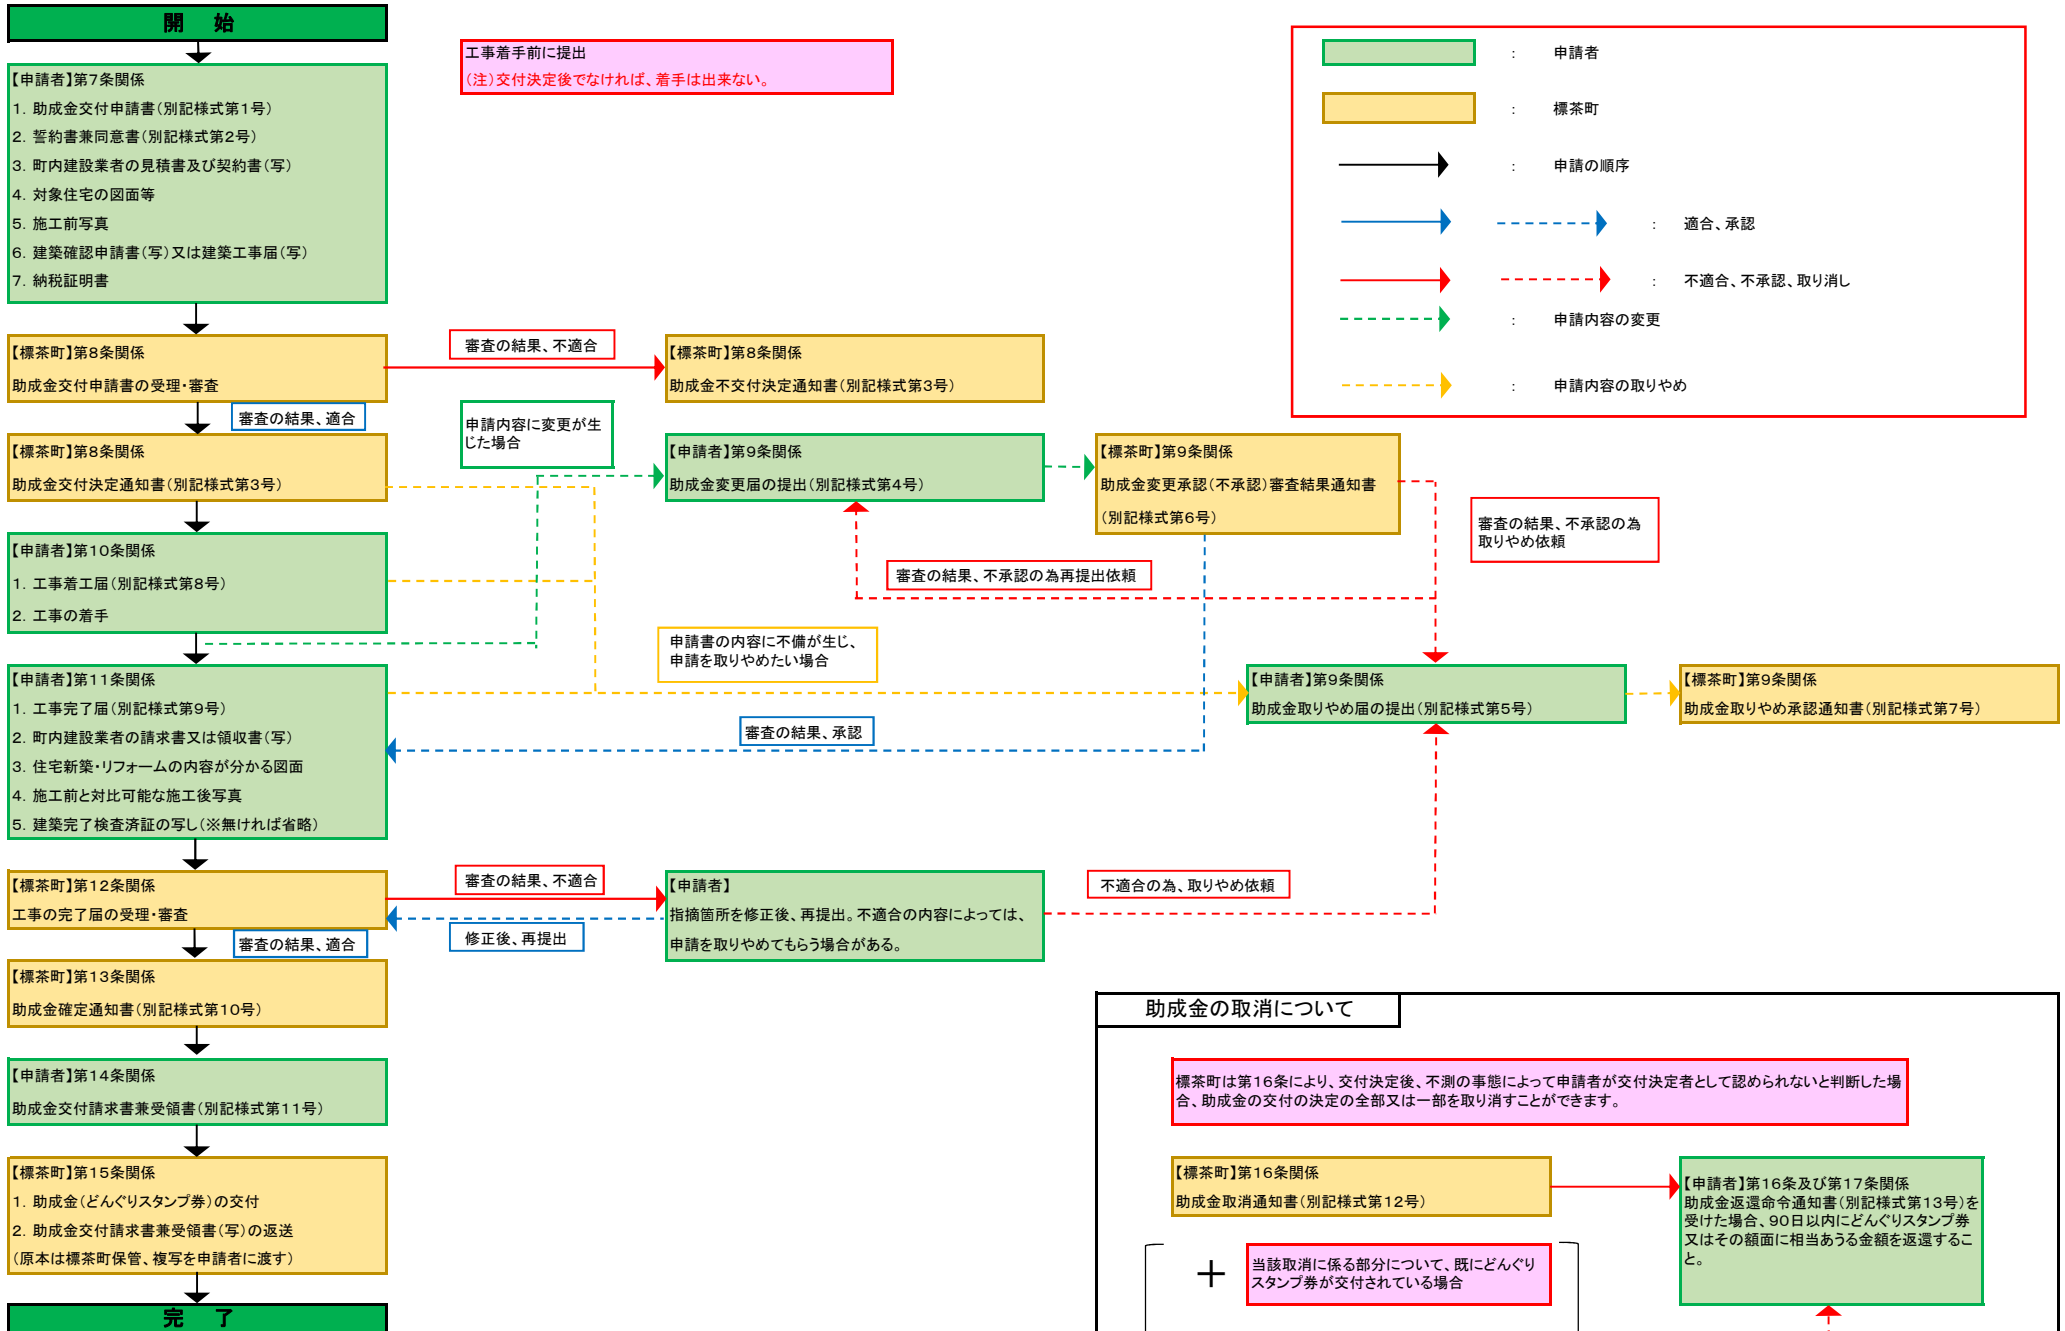 開　始
工事着手前に提出
(注)交付決定後でなければ、着手は出来ない。
：　申請者
：　標茶町
：　申請の順序
：　適合、承認
：　不適合、不承認、取り消し
：　申請内容の変更
：　申請内容の取りやめ
【申請者】第7条関係
1．助成金交付申請書(別記様式第1号)
2．誓約書兼同意書(別記様式第2号)
3．町内建設業者の見積書及び契約書(写)
4．対象住宅の図面等
5．施工前写真
6．建築確認申請書(写)又は建築工事届(写)
7．納税証明書
【標茶町】第8条関係
助成金交付申請書の受理・審査
審査の結果、不適合
【標茶町】第8条関係
助成金不交付決定通知書(別記様式第3号)
審査の結果、適合
【標茶町】第8条関係
助成金交付決定通知書(別記様式第3号)
申請内容に変更が生
じた場合
【申請者】第9条関係
助成金変更届の提出(別記様式第4号)
【標茶町】第9条関係
助成金変更承認(不承認)審査結果通知書
(別記様式第6号)
審査の結果、不承認の為
取りやめ依頼
【申請者】第10条関係
1．工事着工届(別記様式第8号)
2．工事の着手
審査の結果、不承認の為再提出依頼
申請書の内容に不備が生じ、
申請を取りやめたい場合
【申請者】第11条関係
1．工事完了届(別記様式第9号)
2．町内建設業者の請求書又は領収書(写)
3．住宅新築・リフォームの内容が分かる図面
4．施工前と対比可能な施工後写真
5．建築完了検査済証の写し(※無ければ省略)
審査の結果、承認
【申請者】第9条関係
助成金取りやめ届の提出(別記様式第5号)
【標茶町】第9条関係
助成金取りやめ承認通知書(別記様式第7号)
【標茶町】第12条関係
工事の完了届の受理・審査
審査の結果、不適合
修正後、再提出
【申請者】
指摘箇所を修正後、再提出。不適合の内容によっては、
申請を取りやめてもらう場合がある。
不適合の為、取りやめ依頼
審査の結果、適合
【標茶町】第13条関係
助成金確定通知書(別記様式第10号)
【申請者】第14条関係
助成金交付請求書兼受領書(別記様式第11号)
【標茶町】第15条関係
1．助成金(どんぐりスタンプ券)の交付
2．助成金交付請求書兼受領書(写)の返送
(原本は標茶町保管、複写を申請者に渡す)
完　了
助成金の取消について
標茶町は第16条により、交付決定後、不測の事態によって申請者が交付決定者として認められないと判断した場
合、助成金の交付の決定の全部又は一部を取り消すことができます。
【標茶町】第16条関係
助成金取消通知書(別記様式第12号)
【申請者】第16条及び第17条関係
助成金返還命令通知書(別記様式第13号)を
受けた場合、90日以内にどんぐりスタンプ券
又はその額面に相当あうる金額を返還するこ
と。
＋
当該取消に係る部分について、既にどんぐり
スタンプ券が交付されている場合